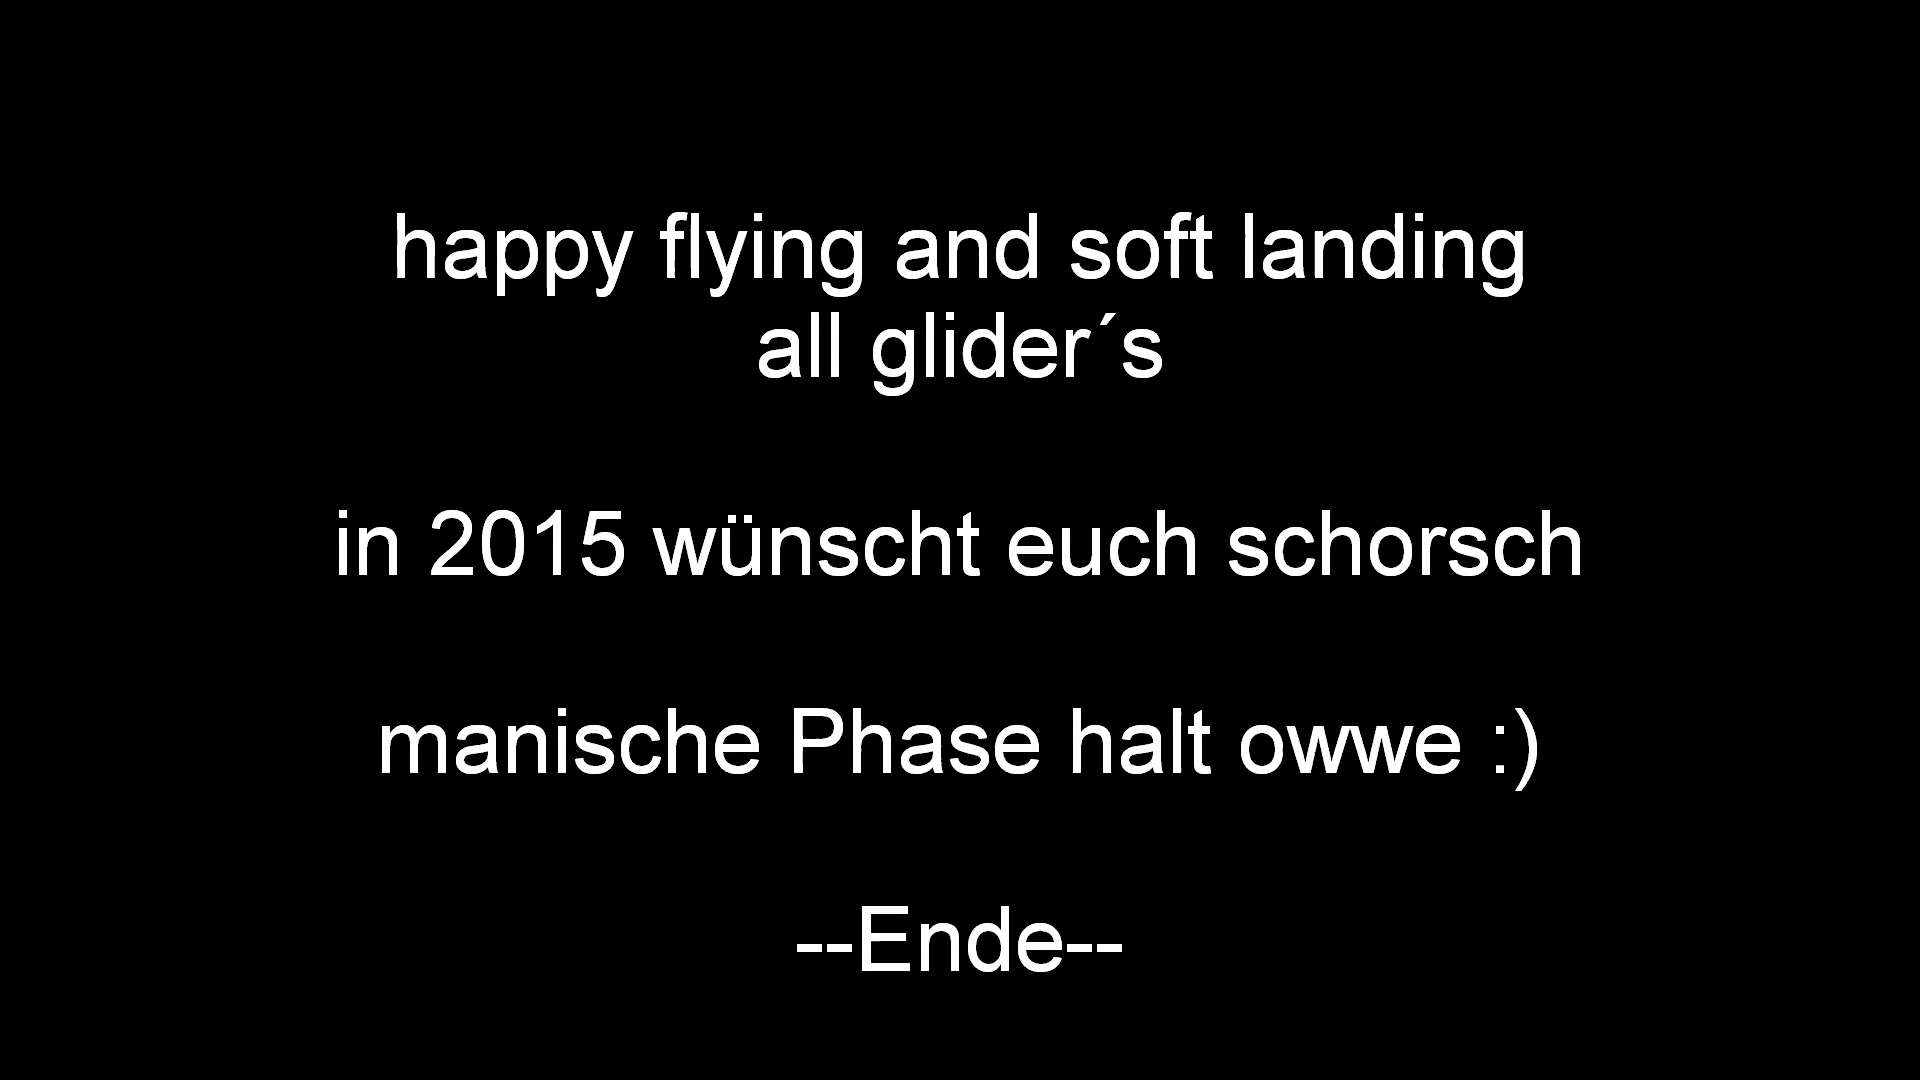 happy flying and soft landing
all glider´s
in 2015 wünscht euch schorsch
manische Phase halt owwe :)
--Ende--